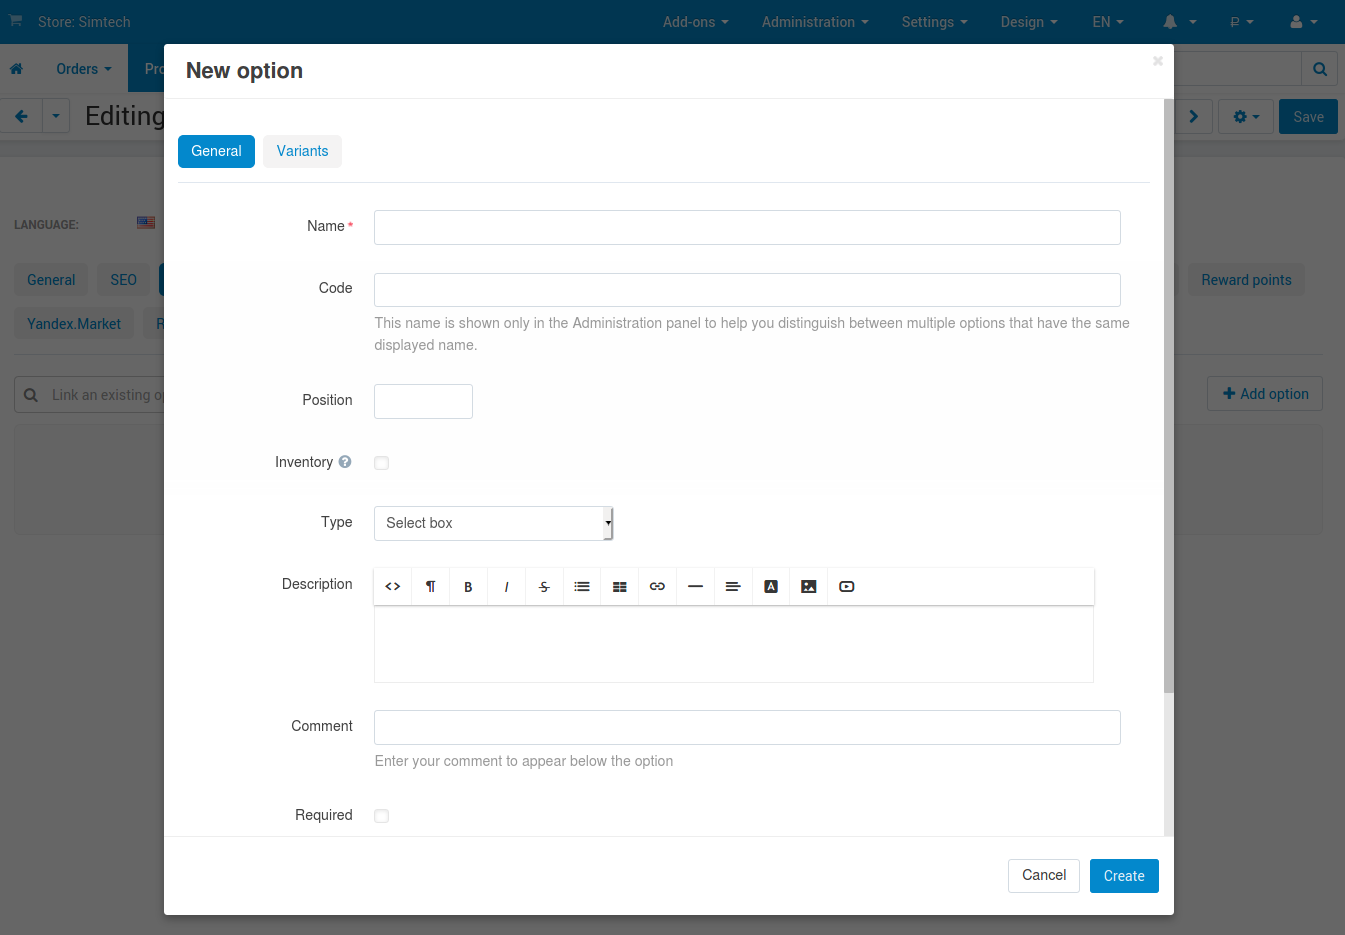 Store: Simtech
Add-ons
Administration
Settings
Design
EN
₽
Orders
Pro
Editing
Save
New option
General
Variants
LANGUAGE:
General
SEO
Reward points
Yandex.Market
R
Link an existing op
Add option
Name*
Code
This name is shown only in the Administration panel to help you distinguish between multiple options that have the same
displayed name.
Position
Inventory ?
Type
Select box
Description
<> ¶ B I S A
Comment
Enter your comment to appear below the option
Required
Cancel
Create